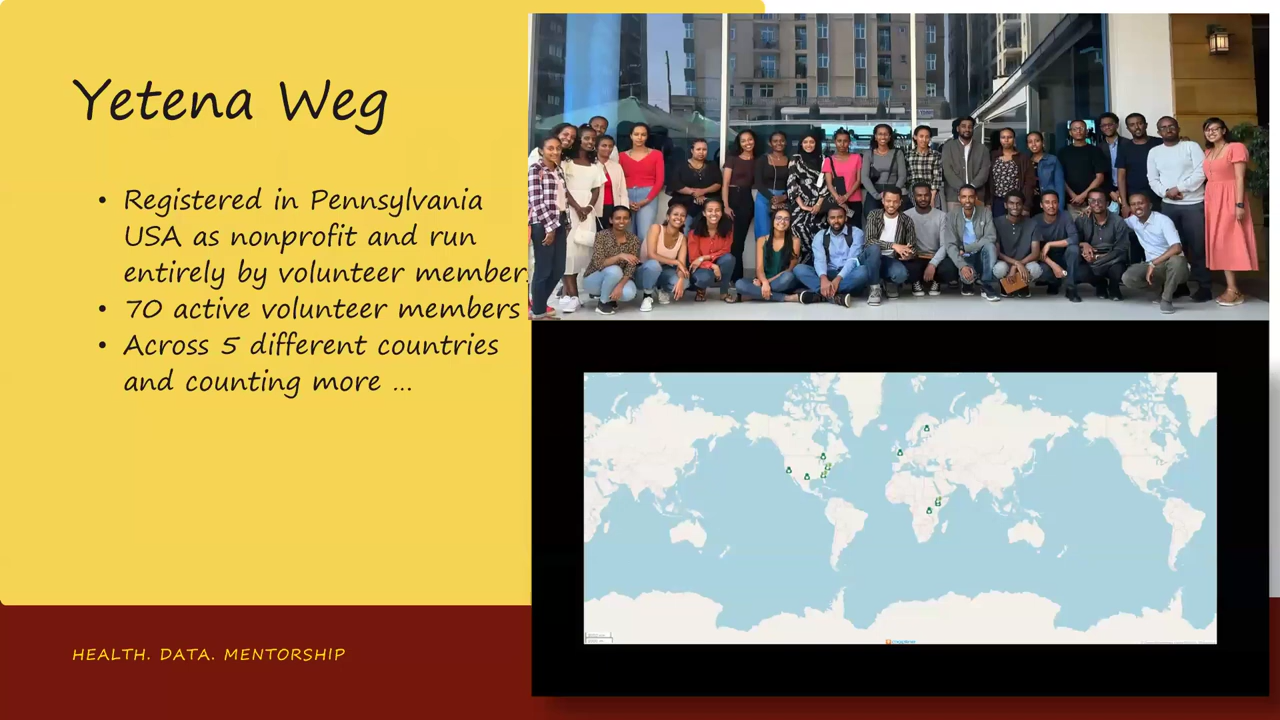 Yetena Weg
• Registered in Pennsylvania
USA as nonprofit and run
entirely by volunteer member
• 70 active volunteer members
• Across 5 different countries
and counting more ...
HEALTH. DATA. MENTORSHIP